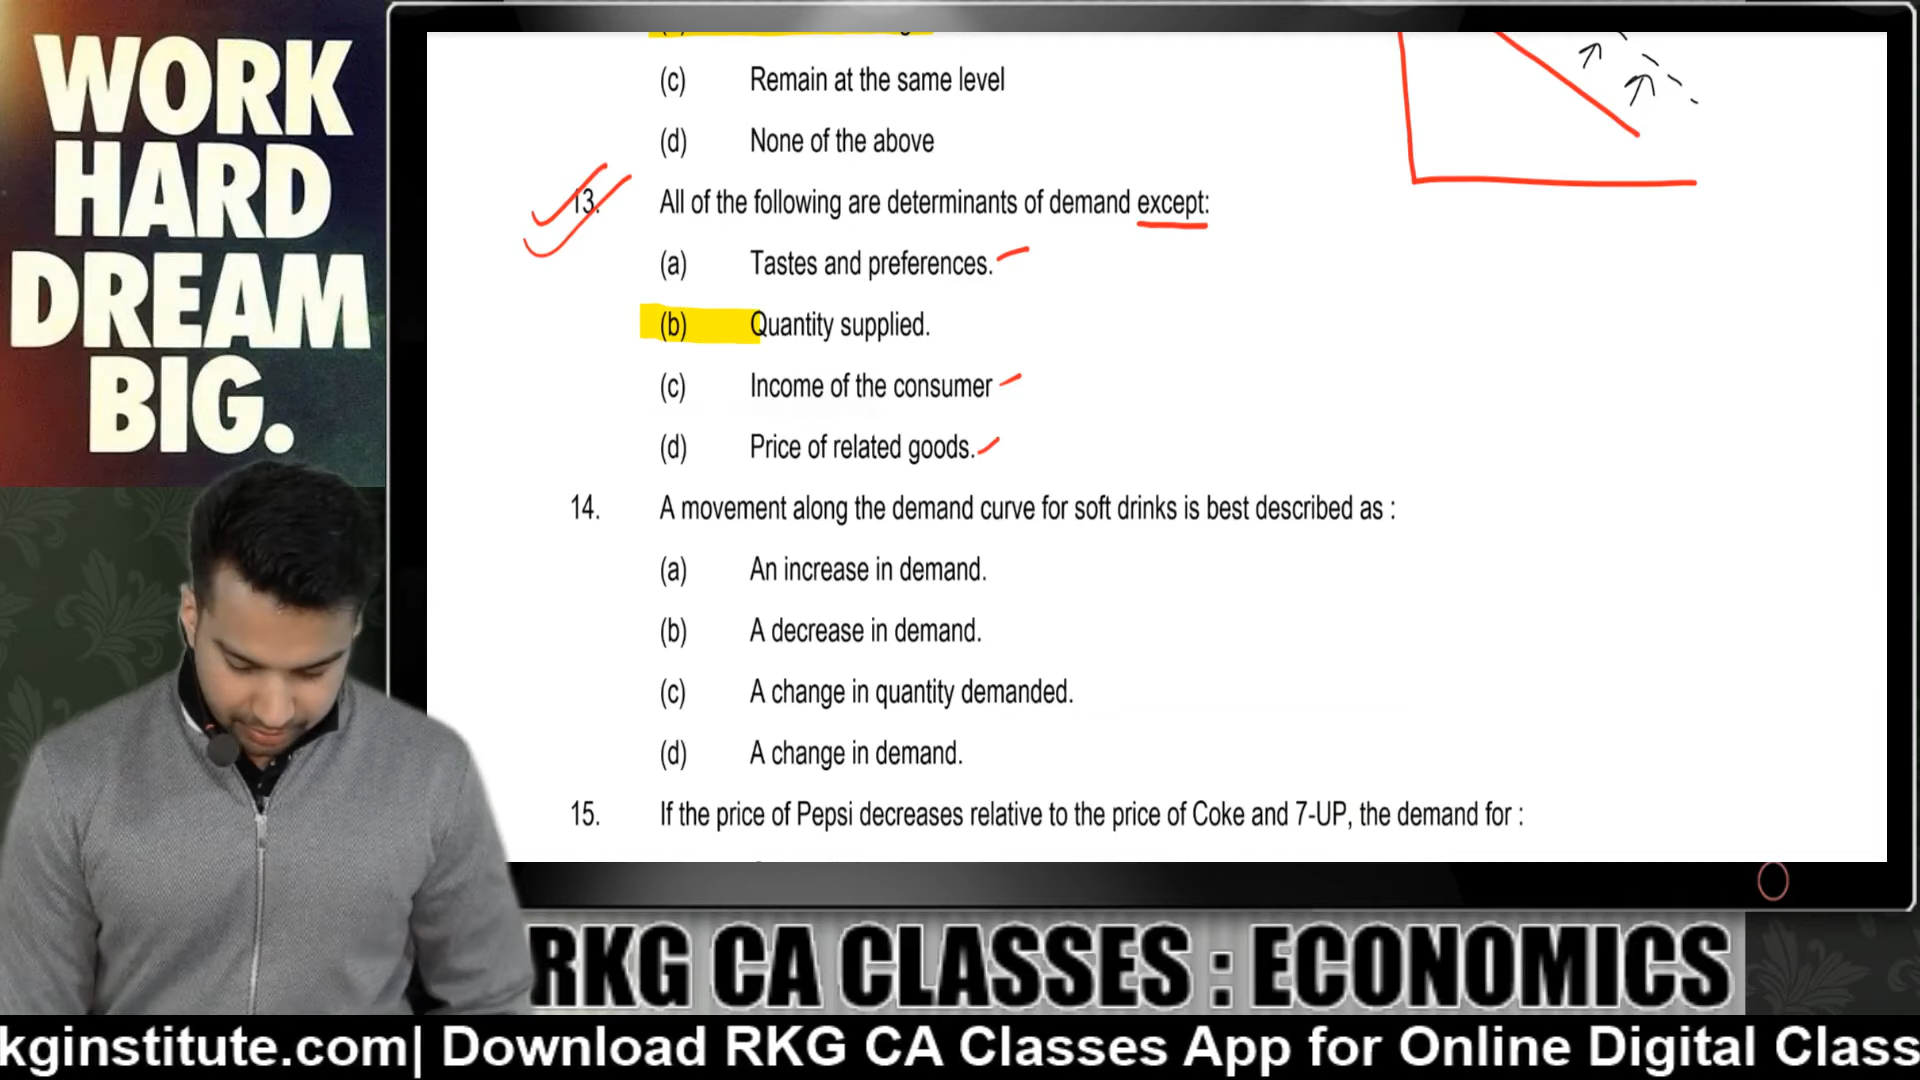 WORK
HARD
DREAM
BIG.
(c) Remain at the same level
(d) None of the above
13. All of the following are determinants of demand except:
(a) Tastes and preferences.
(b) Quantity supplied.
(c) Income of the consumer
(d) Price of related goods.
14. A movement along the demand curve for soft drinks is best described as :
(a) An increase in demand.
(b) A decrease in demand.
(c) A change in quantity demanded.
(d) A change in demand.
15. If the price of Pepsi decreases relative to the price of Coke and 7-UP, the demand for :
RKG CA CLASSES : ECONOMICS
kginstitute.com| Download RKG CA Classes App for Online Digital Class